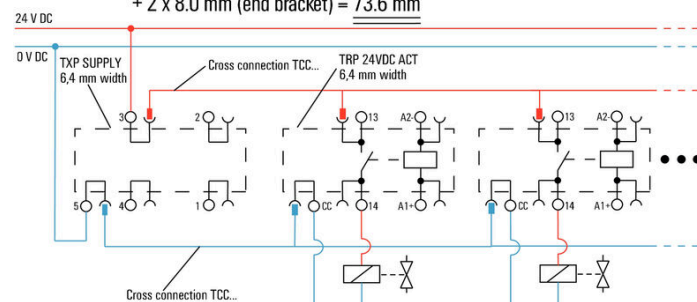 + 2 x 8.0 mm (end bracket) = 73.6 mm
24 V DC
0 V DC
TXP SUPPLY
6,4 mm width
Cross connection TCC...
TRP 24VDC ACT
6,4 mm width
3 2 13 A2- 13 A2-
5 4 1 CC 14 A1+ CC 14 A1+
Cross connection TCC...